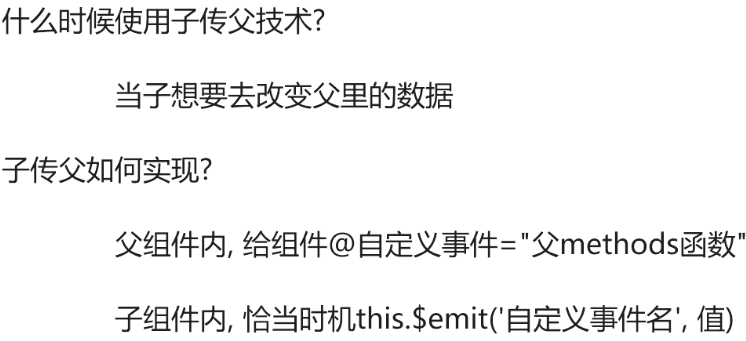 什么时候使用子传父技术?
当子想要去改变父里的数据
子传父如何实现?
父组件内, 给组件@自定义事件="父methods函数"
子组件内, 恰当时机this.$emit('自定义事件名', 值)